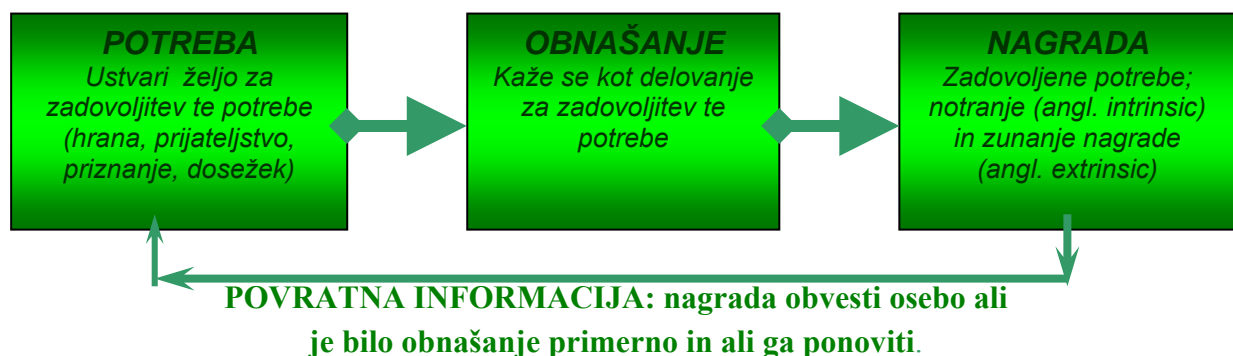 POTREBA
Ustvari željo za
zadovoljitev te potrebe
(hrana, prijateljstvo,
priznanje, dosežek)
OBNAŠANJE
Kaže se kot delovanje
za zadovoljitev te
potrebe
NAGRADA
Zadovoljene potrebe;
notranje (angl. intrinsic)
in zunanje nagrade
(angl. extrinsic)
POVRATNA INFORMACIJA: nagrada obvesti osebo ali
je bilo obnašanje primerno in ali ga ponoviti.